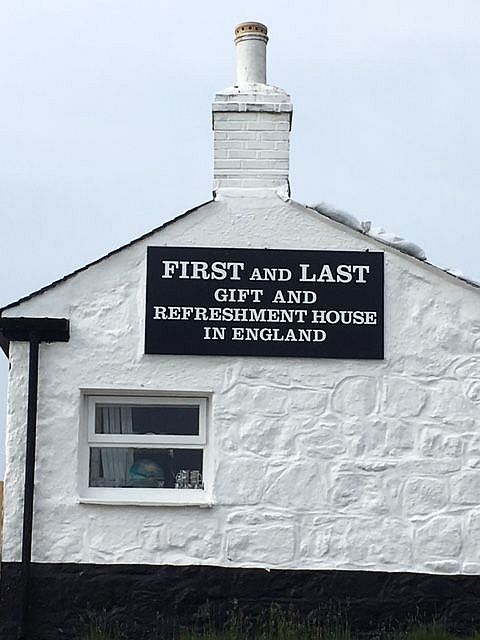 FIRST AND LAST
GIFT AND
REFRESHMENT HOUSE
IN ENGLAND